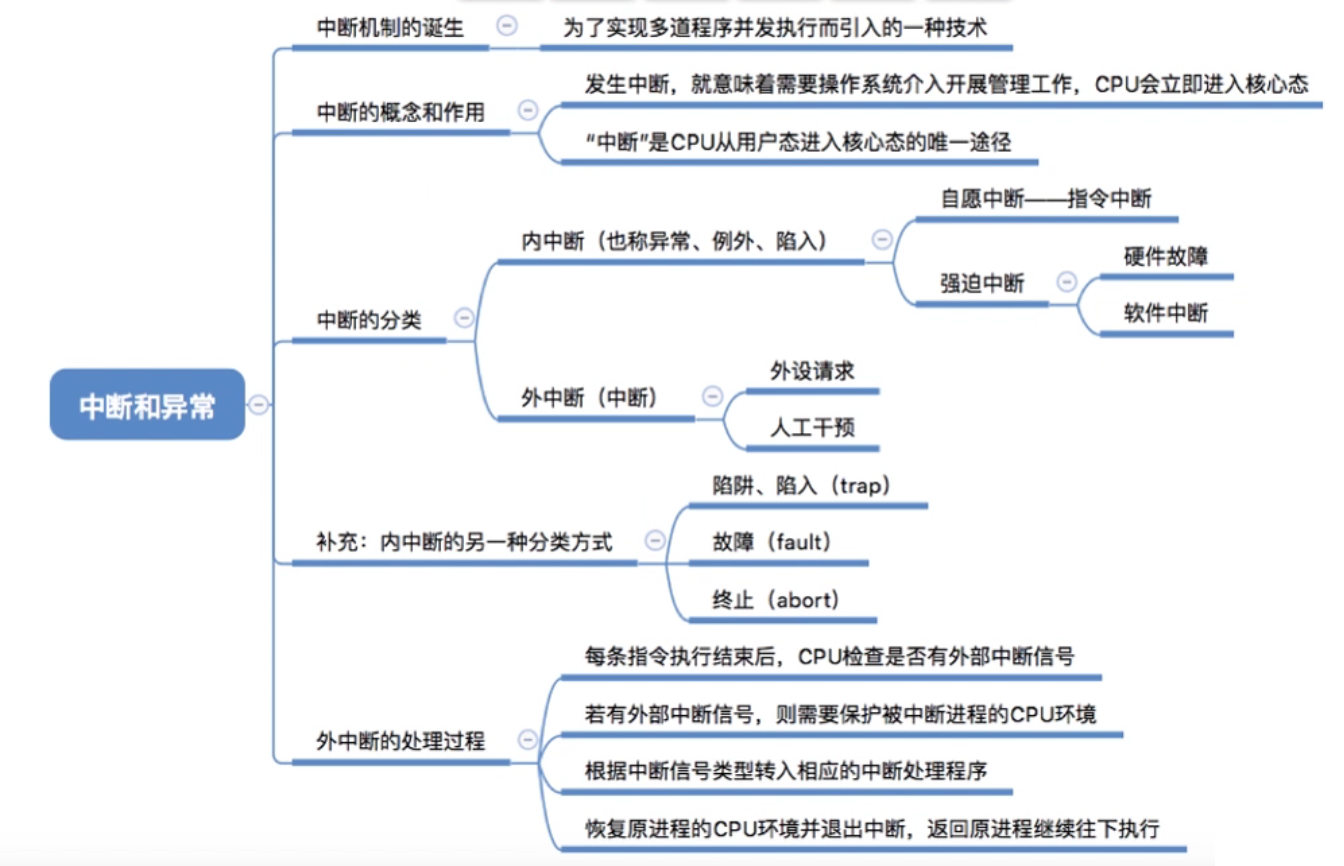 中断机制的诞生
为了实现多道程序并发执行而引入的一种技术
发生中断，就意味着需要操作系统介入开展管理工作，CPU会立即进入核心态
中断的概念和作用
“中断”是CPU从用户态进入核心态的唯一途径
自愿中断——指令中断
内中断（也称异常、例外、陷入）
硬件故障
强迫中断
软件中断
中断的分类
外设请求
外中断（中断）
人工干预
中断和异常
陷阱、陷入（trap）
补充：内中断的另一种分类方式
故障（fault）
终止（abort）
每条指令执行结束后，CPU检查是否有外部中断信号
若有外部中断信号，则需要保护被中断进程的CPU环境
外中断的处理过程
根据中断信号类型转入相应的中断处理程序
恢复原进程的CPU环境并退出中断，返回原进程继续往下执行